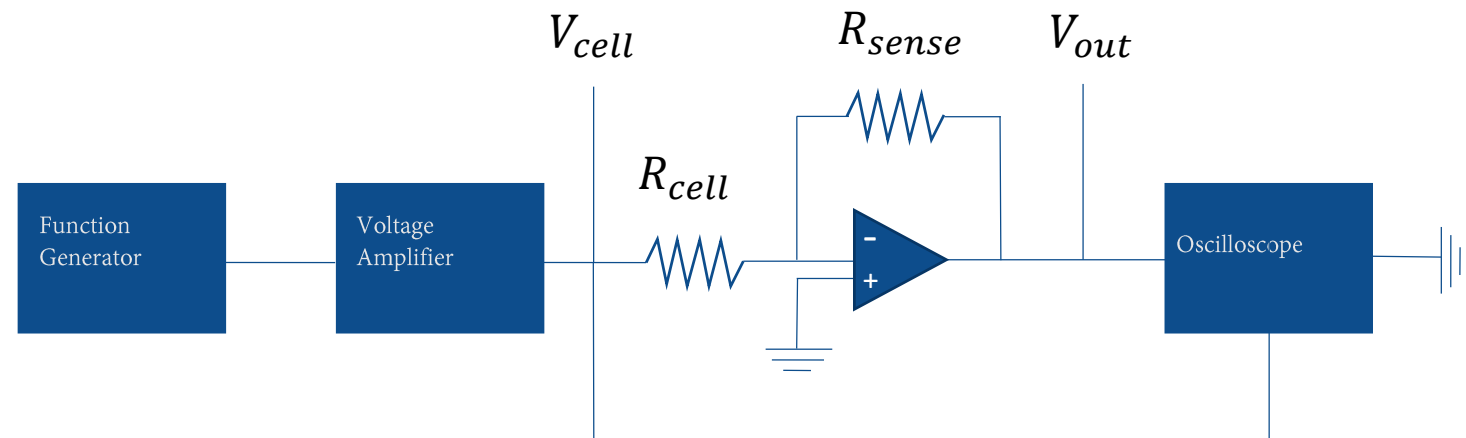 V_cell
R_sense
V_out
R_cell
Function
Generator
Voltage
Amplifier
-
+
Oscilloscope